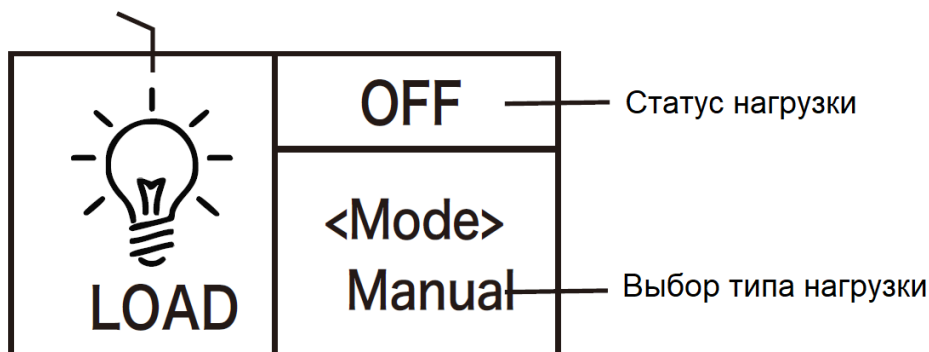 OFF
Статус нагрузки
<Mode>
Manual
Выбор типа нагрузки
LOAD